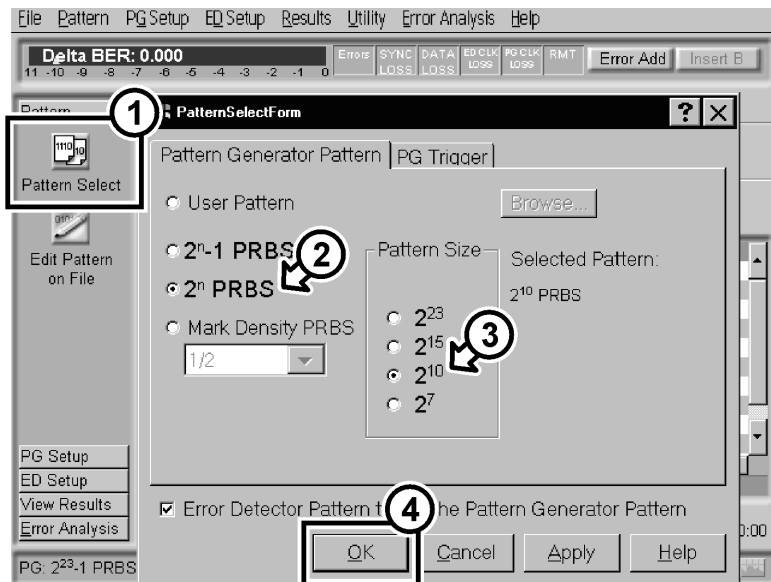 File Pattern PG Setup ED Setup Results Utility Error Analysis Help
Delta BER: 0.000
11 -10 -9 -8 -7 -6 -5 -4 -3 -2 -1 0
Errors
SYNC LOSS
DATA LOSS
ED CLK LOSS
PG CLK LOSS
RMT
Error Add
Insert B
Pattern
1
PatternSelectForm
? X
1110 10
Pattern Select
Edit Pattern
on File
Pattern Generator Pattern
PG Trigger
User Pattern
Browse...
2ⁿ-1 PRBS
2
2ⁿ PRBS
Mark Density PRBS
1/2
Pattern Size
2²³
2¹⁵
3
2¹⁰
2⁷
Selected Pattern:
2¹⁰ PRBS
PG Setup
ED Setup
View Results
Error Analysis
Error Detector Pattern t
4
he Pattern Generator Pattern
OK Cancel Apply Help
0:00
PG: 2²³-1 PRBS